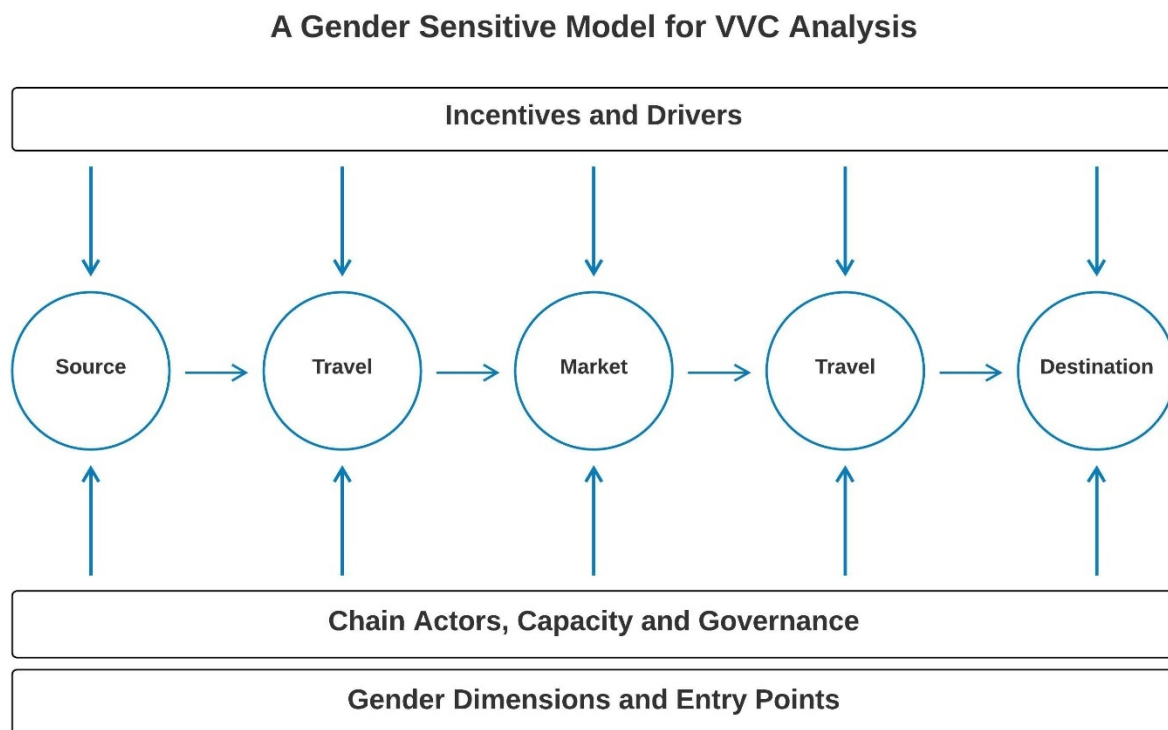 A Gender Sensitive Model for VVC Analysis
Incentives and Drivers
Source
Travel
Market
Travel
Destination
Chain Actors, Capacity and Governance
Gender Dimensions and Entry Points